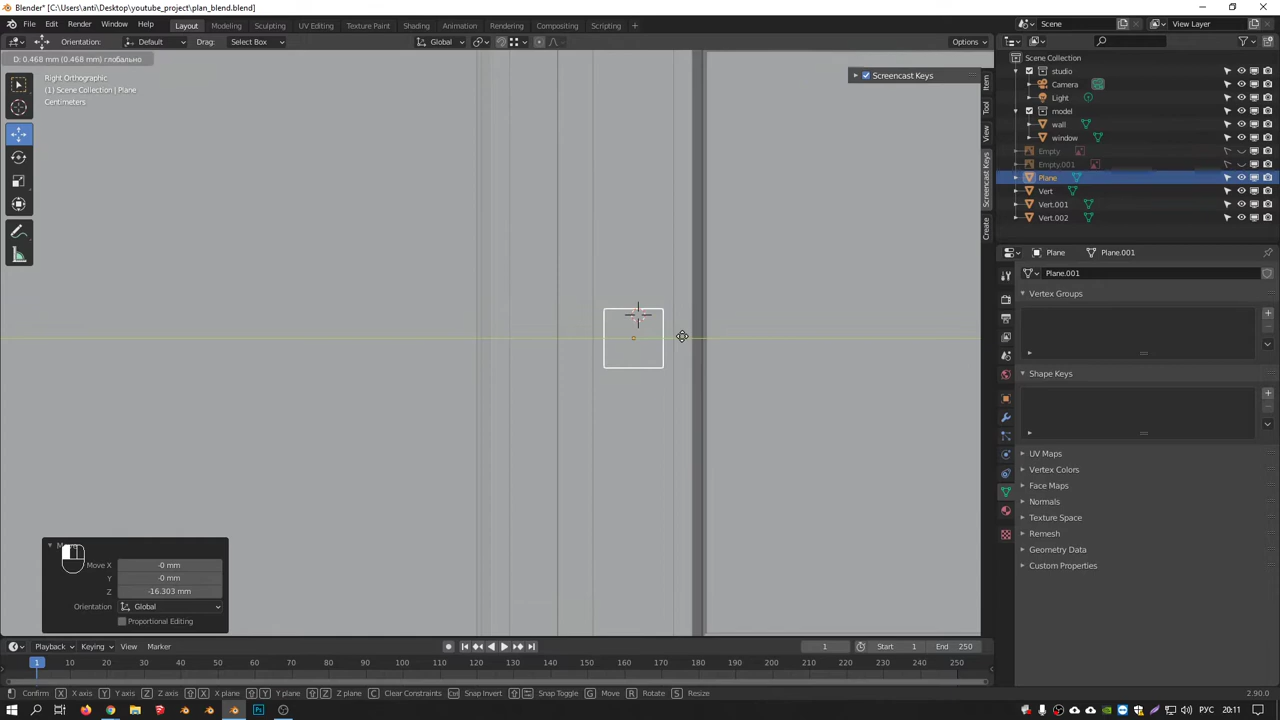 Blender* [C:\Users\anti\Desktop\youtube_project\plan_blend.blend]
File Edit Render Window Help Layout Modeling Sculpting UV Editing Texture Paint Shading Animation Rendering Compositing Scripting Scene View Layer
Orientation: Default Drag: Select Box Global Options
D: 0.468 mm (0.468 mm) глобально
Right Orthographic
(1) Scene Collection | Plane
Centimeters
Screencast Keys
Item
Tool
View
Screencast Keys
Create
Scene Collection
studio
Camera
Light
model
wall
window
Empty
Empty.001
Plane
Vert
Vert.001
Vert.002
Plane Plane.001
Plane.001
Vertex Groups
Shape Keys
UV Maps
Vertex Colors
Face Maps
Normals
Texture Space
Remesh
Geometry Data
Custom Properties
Move X -0 mm
Y -0 mm
Z -16.303 mm
Orientation Global
Proportional Editing
Playback Keying View Marker 1 Start 1 End 250
1 10 20 30 40 50 60 70 80 90 100 110 120 130 140 150 160 170 180 190 200 210 220 230 240 250
Confirm X X axis Y Y axis Z Z axis X X plane Y Y plane Z Z plane C Clear Constraints Snap Invert Snap Toggle G Move R Rotate S Resize 2.90.0
РУС 20:11